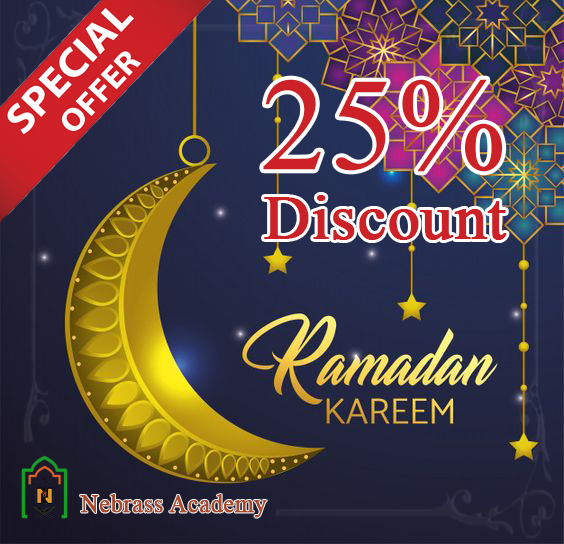 SPECIAL
OFFER
25%
Discount
Ramadan
KAREEM
N
Nebrass Academy